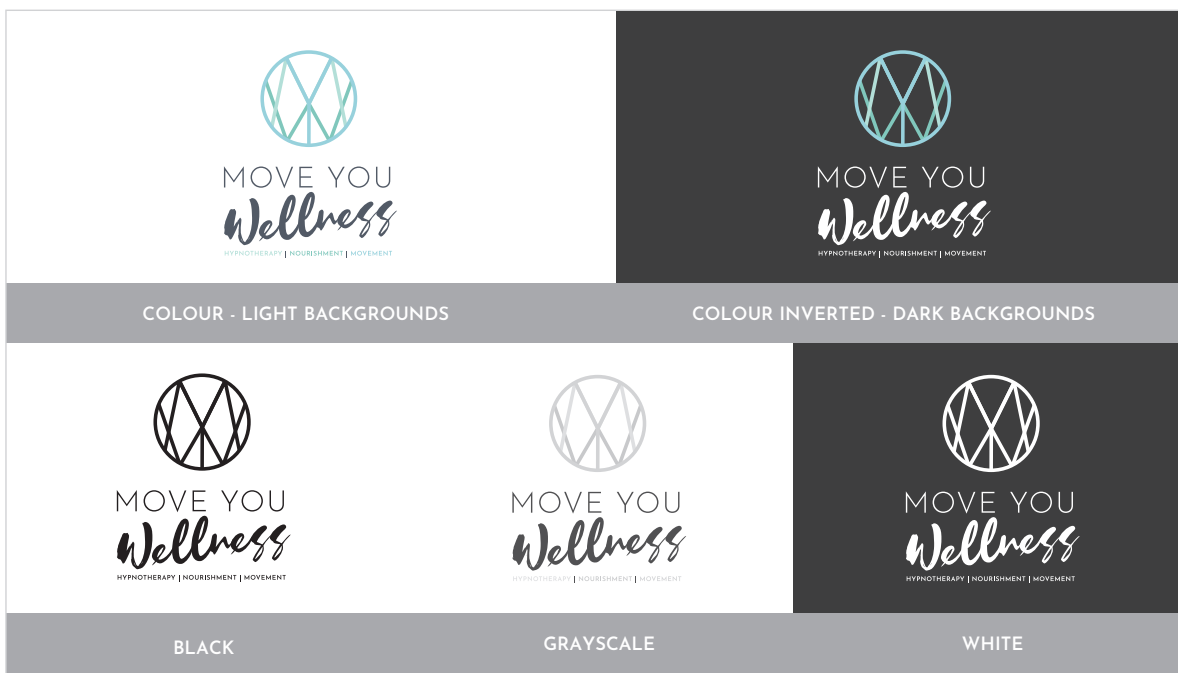 MOVE YOU
Wellness
HYPNOTHERAPY | NOURISHMENT | MOVEMENT
MOVE YOU
Wellness
HYPNOTHERAPY | NOURISHMENT | MOVEMENT
COLOUR - LIGHT BACKGROUNDS
COLOUR INVERTED - DARK BACKGROUNDS
MOVE YOU
Wellness
HYPNOTHERAPY | NOURISHMENT | MOVEMENT
MOVE YOU
Wellness
HYPNOTHERAPY | NOURISHMENT | MOVEMENT
MOVE YOU
Wellness
HYPNOTHERAPY | NOURISHMENT | MOVEMENT
BLACK
GRAYSCALE
WHITE